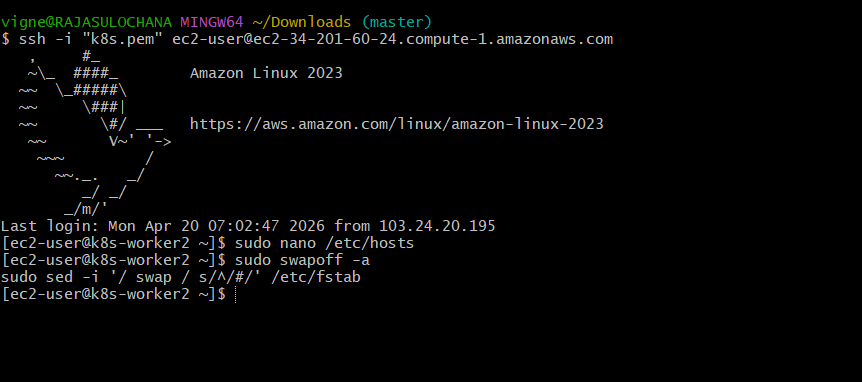 vigne@RAJASULOCHANA MINGW64 ~/Downloads (master)
$ ssh -i "k8s.pem" ec2-user@ec2-34-201-60-24.compute-1.amazonaws.com
   ,     #_
   ~\_  ####_        Amazon Linux 2023
  ~~  \_#####\
  ~~     \###|
  ~~       \#/ ___   https://aws.amazon.com/linux/amazon-linux-2023
   ~~       V~' '->
    ~~~         /
      ~~._.   _/
         _/ _/
       _/m/'
Last login: Mon Apr 20 07:02:47 2026 from 103.24.20.195
[ec2-user@k8s-worker2 ~]$ sudo nano /etc/hosts
[ec2-user@k8s-worker2 ~]$ sudo swapoff -a
sudo sed -i '/ swap / s/^/#/' /etc/fstab
[ec2-user@k8s-worker2 ~]$